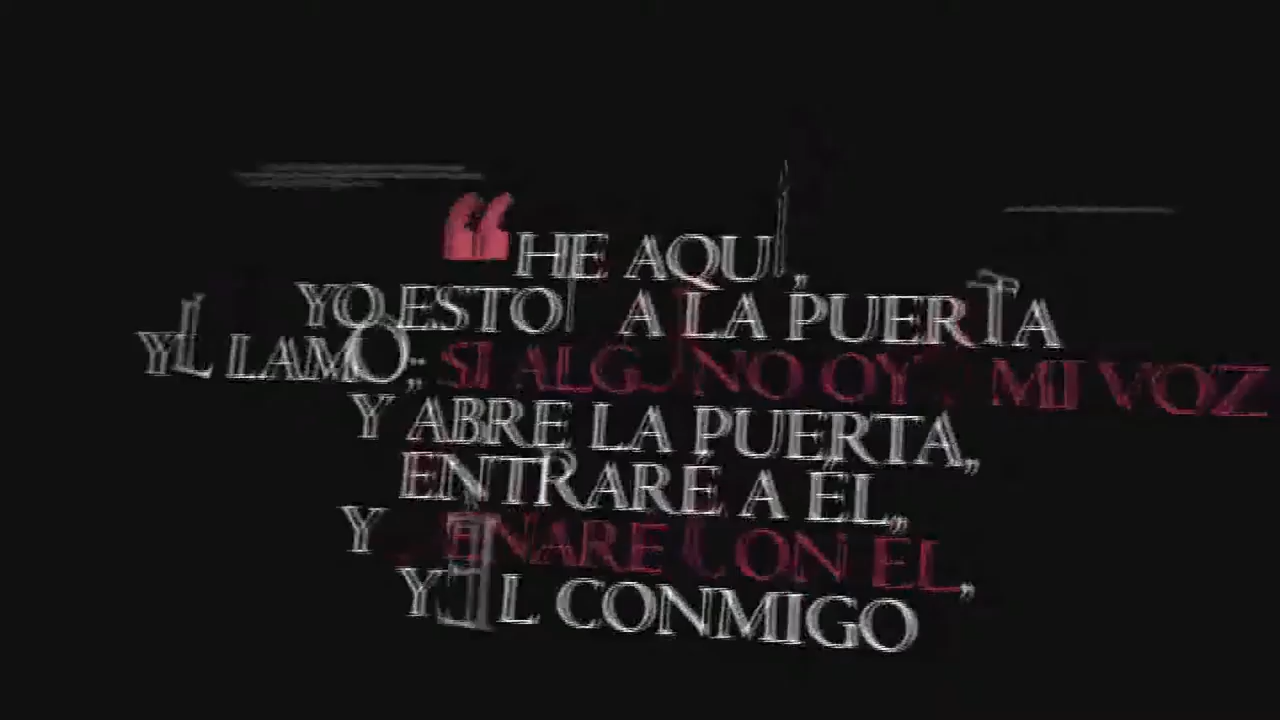 “HE AQUÍ,
YO ESTOY A LA PUERTA
Y LLAMO; SI ALGUNO OYE MI VOZ
Y ABRE LA PUERTA,
ENTRARÉ A ÉL,
Y CENARÉ CON ÉL,
Y ÉL CONMIGO